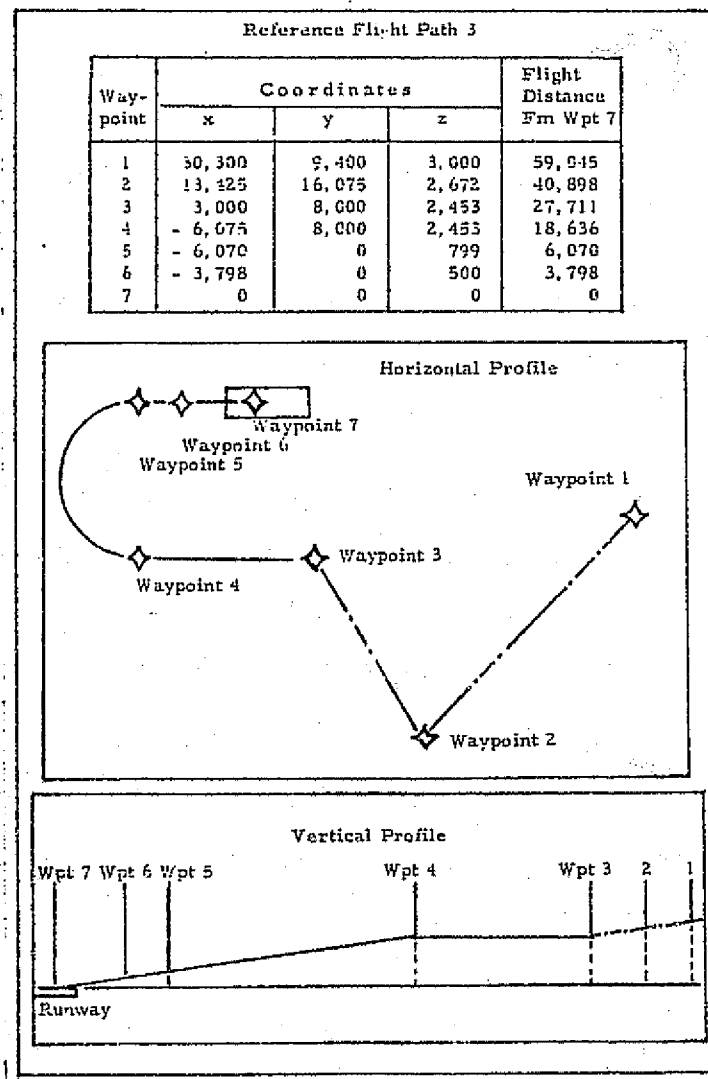 Reference Flight Path 3
Way-point Coordinates Flight Distance Fm Wpt 7
x y z
1 30,300 9,400 3,000 59,045
2 13,425 16,075 2,672 40,898
3 3,000 8,000 2,453 27,711
4 - 6,075 8,000 2,453 18,636
5 - 6,070 0 799 6,070
6 - 3,798 0 500 3,798
7 0 0 0 0
Horizontal Profile
Waypoint 7
Waypoint 6
Waypoint 5
Waypoint 1
Waypoint 3
Waypoint 4
Waypoint 2
Vertical Profile
Wpt 7 Wpt 6 Wpt 5 Wpt 4 Wpt 3 2 1
Runway